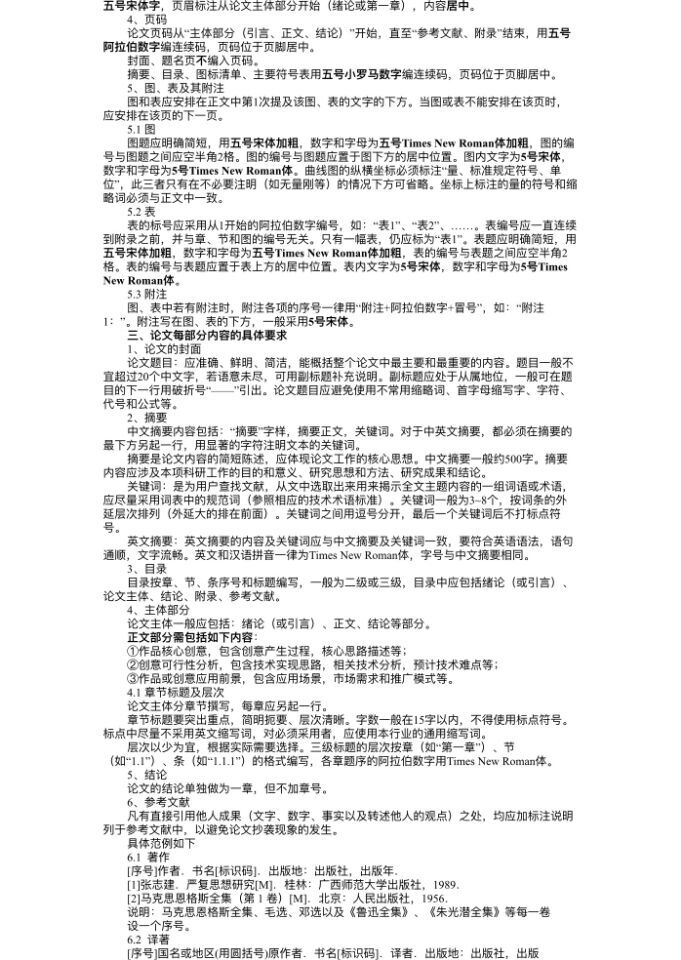 五号宋体字，页眉标注从论文主体部分开始（绪论或第一章），内容居中。
4、页码
论文页码从“主体部分（引言、正文、结论）”开始，直至“参考文献、附录”结束，用五号
阿拉伯数字编连续码，页码位于页脚居中。
封面、题名页不编入页码。
摘要、目录、图标清单、主要符号表用五号小罗马数字编连续码，页码位于页脚居中。
5、图、表及其附注
图和表应安排在正文中第1次提及该图、表的文字的下方。当图或表不能安排在该页时，
应安排在该页的下一页。
5.1 图
图题应明确简短，用五号宋体加粗，数字和字母为五号Times New Roman体加粗，图的编
号与图题之间应空半角2格。图的编号与图题应置于图下方的居中位置。图内文字为5号宋体，
数字和字母为5号Times New Roman体。曲线图的纵横坐标必须标注“量、标准规定符号、单
位”，此三者只有在不必要注明（如无量刚等）的情况下方可省略。坐标上标注的量的符号和缩
略词必须与正文中一致。
5.2 表
表的标号应采用从1开始的阿拉伯数字编号，如：“表1”、“表2”、……。表编号应一直连续
到附录之前，并与章、节和图的编号无关。只有一幅表，仍应标为“表1”。表题应明确简短，用
五号宋体加粗，数字和字母为五号Times New Roman体加粗，表的编号与表题之间应空半角2
格。表的编号与表题应置于表上方的居中位置。表内文字为5号宋体，数字和字母为5号Times
New Roman体。
5.3 附注
图、表中若有附注时，附注各项的序号一律用“附注+阿拉伯数字+冒号”，如：“附注
1：”。附注写在图、表的下方，一般采用5号宋体。
三、论文每部分内容的具体要求
1、论文的封面
论文题目：应准确、鲜明、简洁，能概括整个论文中最主要和最重要的内容。题目一般不
宜超过20个中文字，若语意未尽，可用副标题补充说明。副标题应处于从属地位，一般可在题
目的下一行用破折号“——”引出。论文题目应避免使用不常用缩略词、首字母缩写字、字符、
代号和公式等。
2、摘要
中文摘要内容包括：“摘要”字样，摘要正文，关键词。对于中英文摘要，都必须在摘要的
最下方另起一行，用显著的字符注明文本的关键词。
摘要是论文内容的简短陈述，应体现论文工作的核心思想。中文摘要一般约500字。摘要
内容应涉及本项科研工作的目的和意义、研究思想和方法、研究成果和结论。
关键词：是为用户查找文献，从文中选取出来用来揭示全文主题内容的一组词语或术语，
应尽量采用词表中的规范词（参照相应的技术术语标准）。关键词一般为3~8个，按词条的外
延层次排列（外延大的排在前面）。关键词之间用逗号分开，最后一个关键词后不打标点符
号。
英文摘要：英文摘要的内容及关键词应与中文摘要及关键词一致，要符合英语语法，语句
通顺，文字流畅。英文和汉语拼音一律为Times New Roman体，字号与中文摘要相同。
3、目录
目录按章、节、条序号和标题编写，一般为二级或三级，目录中应包括绪论（或引言）、
论文主体、结论、附录、参考文献。
4、主体部分
论文主体一般应包括：绪论（或引言）、正文、结论等部分。
正文部分需包括如下内容：
①作品核心创意，包含创意产生过程，核心思路描述等；
②创意可行性分析，包含技术实现思路，相关技术分析，预计技术难点等；
③作品或创意应用前景，包含应用场景，市场需求和推广模式等。
4.1 章节标题及层次
论文主体分章节撰写，每章应另起一行。
章节标题要突出重点，简明扼要、层次清晰。字数一般在15字以内，不得使用标点符号。
标点中尽量不采用英文缩写词，对必须采用者，应使用本行业的通用缩写词。
层次以少为宜，根据实际需要选择。三级标题的层次按章（如“第一章”）、节
（如“1.1”）、条（如“1.1.1”）的格式编写，各章题序的阿拉伯数字用Times New Roman体。
5、结论
论文的结论单独做为一章，但不加章号。
6、参考文献
凡有直接引用他人成果（文字、数字、事实以及转述他人的观点）之处，均应加标注说明
列于参考文献中，以避免论文抄袭现象的发生。
具体范例如下
6.1 著作
[序号]作者．书名[标识码]．出版地：出版社，出版年．
[1]张志建．严复思想研究[M]．桂林：广西师范大学出版社，1989．
[2]马克思恩格斯全集（第 1 卷）[M]．北京：人民出版社，1956．
说明：马克思恩格斯全集、毛选、邓选以及《鲁迅全集》、《朱光潜全集》等每一卷
设一个序号。
6.2 译著
[序号]国名或地区(用圆括号)原作者．书名[标识码]．译者．出版地：出版社，出版